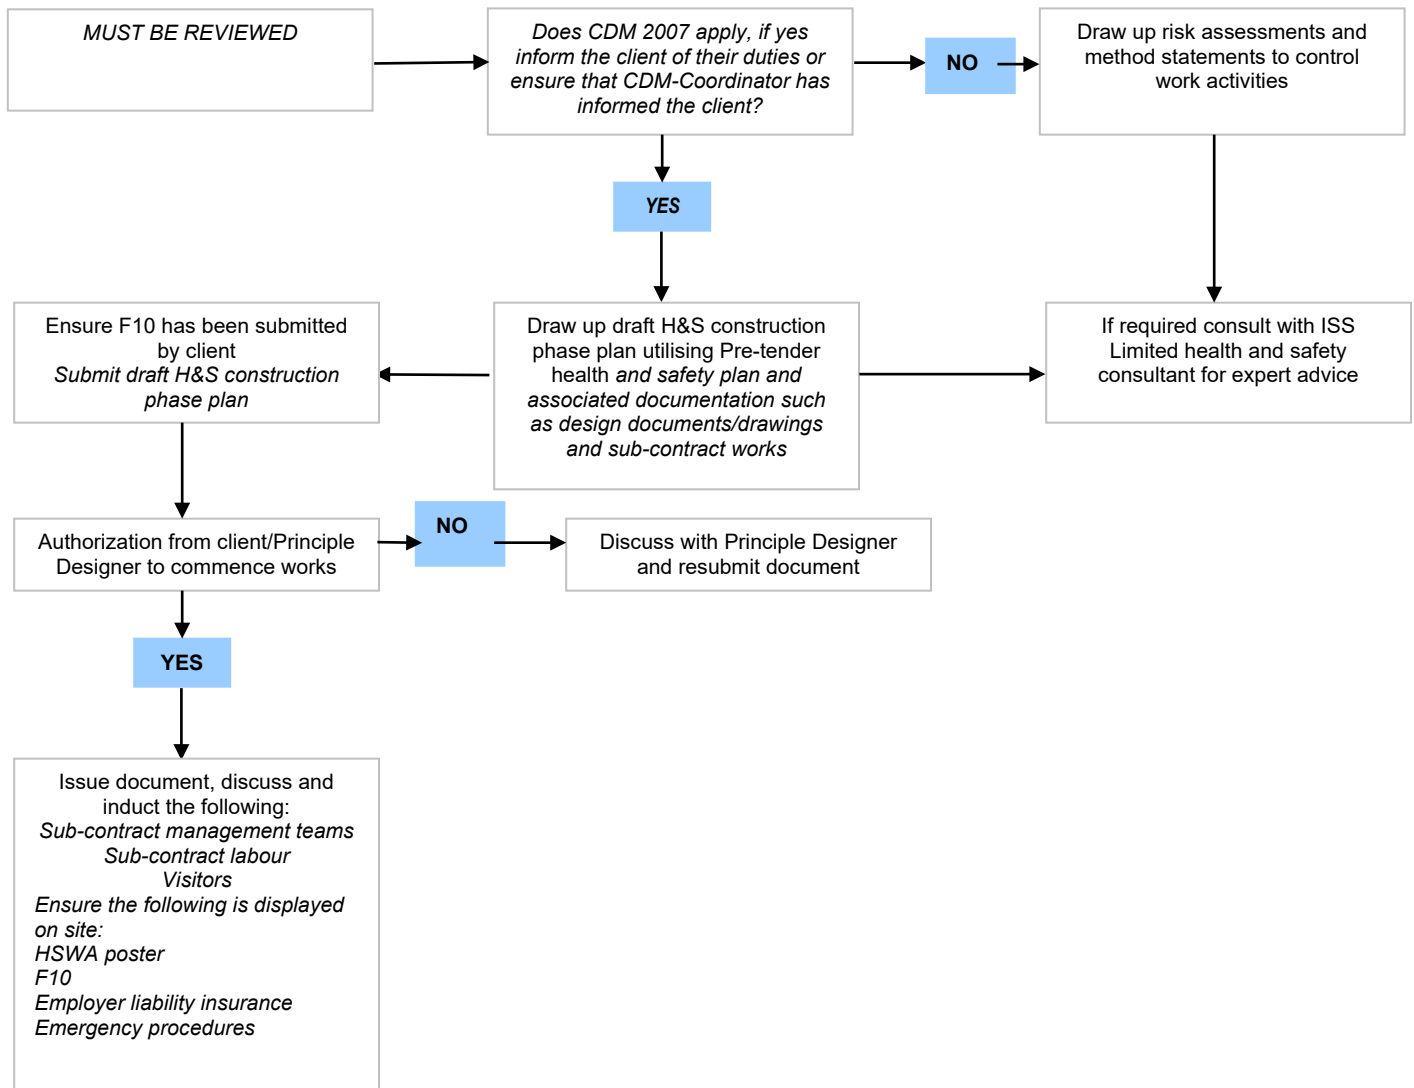 MUST BE REVIEWED
Does CDM 2007 apply, if yes
inform the client of their duties or
ensure that CDM-Coordinator has
informed the client?
NO
Draw up risk assessments and
method statements to control
work activities
YES
Ensure F10 has been submitted
by client
Submit draft H&S construction
phase plan
Draw up draft H&S construction
phase plan utilising Pre-tender
health and safety plan and
associated documentation such
as design documents/drawings
and sub-contract works
If required consult with ISS
Limited health and safety
consultant for expert advice
Authorization from client/Principle
Designer to commence works
NO
Discuss with Principle Designer
and resubmit document
YES
Issue document, discuss and
induct the following:
Sub-contract management teams
Sub-contract labour
Visitors
Ensure the following is displayed
on site:
HSWA poster
F10
Employer liability insurance
Emergency procedures